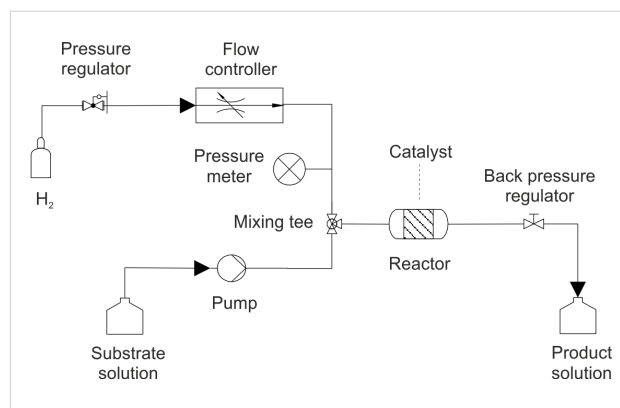 Pressure
regulator
Flow
controller
H₂
Pressure
meter
Catalyst
Back pressure
regulator
Mixing tee
Reactor
Pump
Substrate
solution
Product
solution